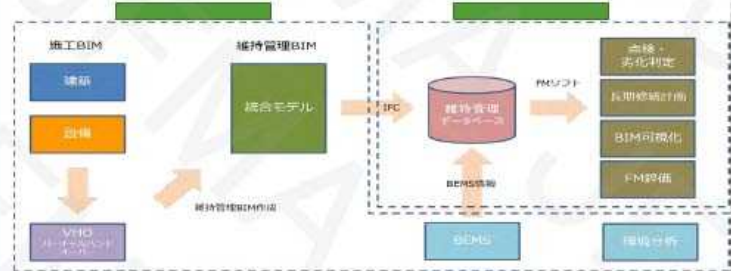 施工BIM
維持管理BIM
建築
設備
統合モデル
VHO
バーチャルハンド
オーバー
維持管理BIM作成
IFC
維持管理
データベース
FMソフト
BEMS情報
BEMS
点検・
劣化判定
長期修繕計画
BIM可視化
FM評価
環境分析